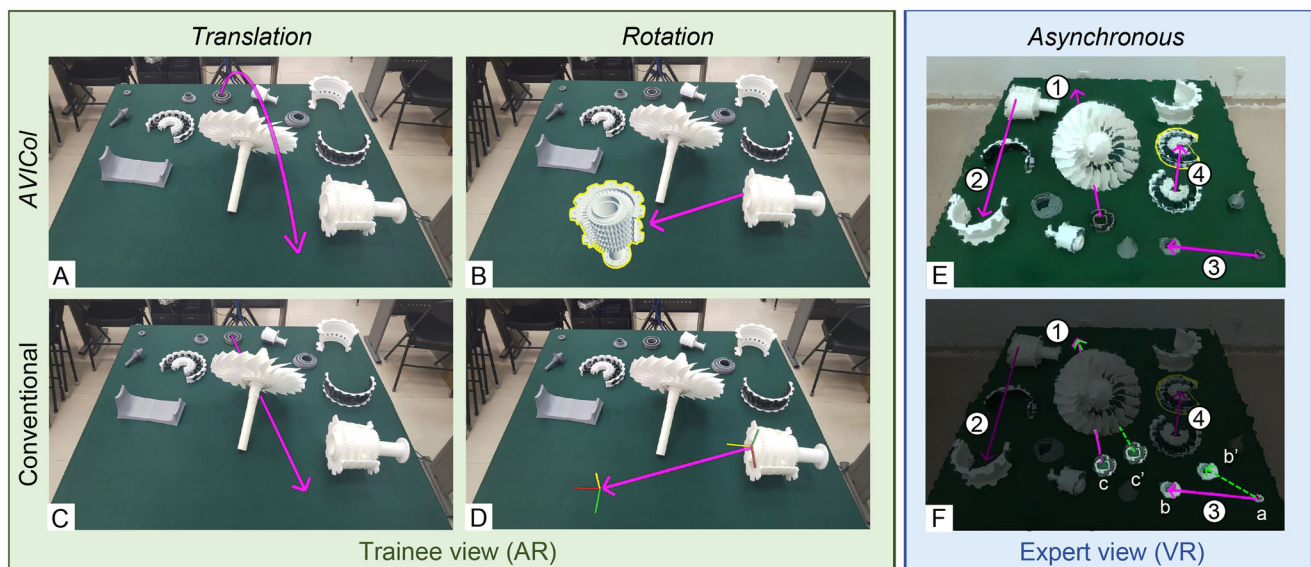 Translation
Rotation
Asynchronous
AVICol
A
B
1
2
4
3
E
Conventional
C
D
1
2
4
c
c'
b'
b
3
a
F
Trainee view (AR)
Expert view (VR)